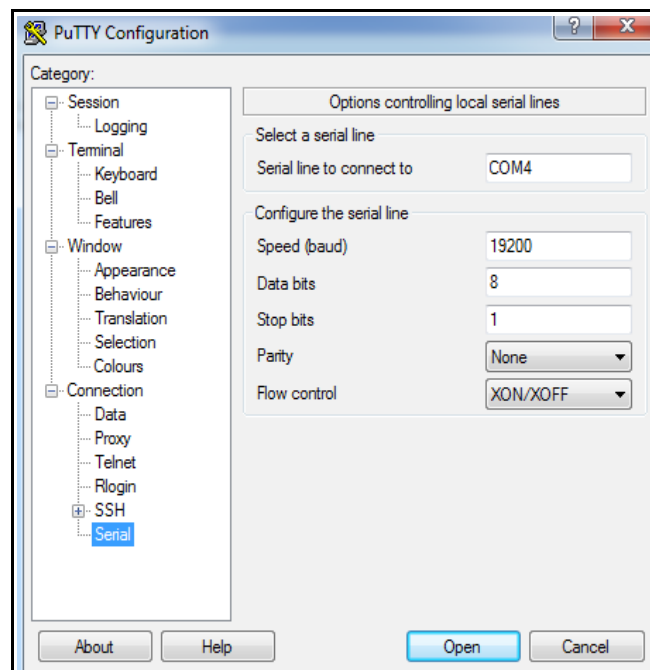 PuTTY Configuration
Category:
Session
Logging
Terminal
Keyboard
Bell
Features
Window
Appearance
Behaviour
Translation
Selection
Colours
Connection
Data
Proxy
Telnet
Rlogin
SSH
Serial
Options controlling local serial lines
Select a serial line
Serial line to connect to COM4
Configure the serial line
Speed (baud) 19200
Data bits 8
Stop bits 1
Parity None
Flow control XON/XOFF
About Help Open Cancel